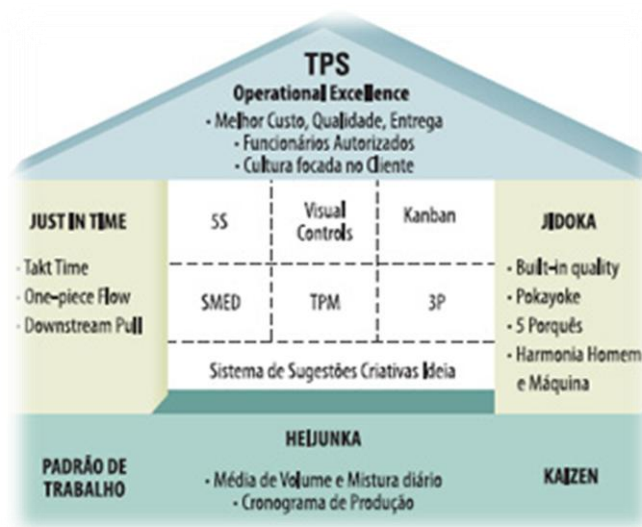 TPS
Operational Excellence
• Melhor Custo, Qualidade, Entrega
• Funcionários Autorizados
• Cultura focada no Cliente
JUST IN TIME
- Takt Time
- One-piece Flow
- Downstream Pull
5S
Visual
Controls
Kanban
SMED
TPM
3P
Sistema de Sugestões Criativas Ideia
JIDOKA
• Built-in quality
• Pokayoke
• 5 Porquês
• Harmonia Homem
e Máquina
PADRÃO DE
TRABALHO
HEIJUNKA
• Média de Volume e Mistura diário
• Cronograma de Produção
KAIZEN